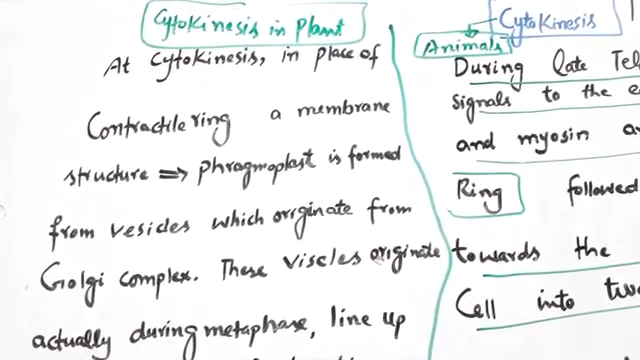 Cytokinesis in Plant
At Cytokinesis, in place of
Contractile ring a membrane
structure => phragmoplast is formed
from vesicles which originate from
Golgi complex. These viscles originate
actually during metaphase, line up
Cytokinesis
Animals
During late
signals to the
and myosin
Ring followed
towards the
Cell into two